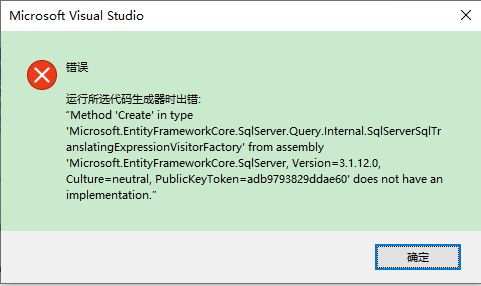 Microsoft Visual Studio
错误
运行所选代码生成器时出错:
“Method 'Create' in type
'Microsoft.EntityFrameworkCore.SqlServer.Query.Internal.SqlServerSqlTr
anslatingExpressionVisitorFactory' from assembly
'Microsoft.EntityFrameworkCore.SqlServer, Version=3.1.12.0,
Culture=neutral, PublicKeyToken=adb9793829ddae60' does not have an
implementation.”
确定